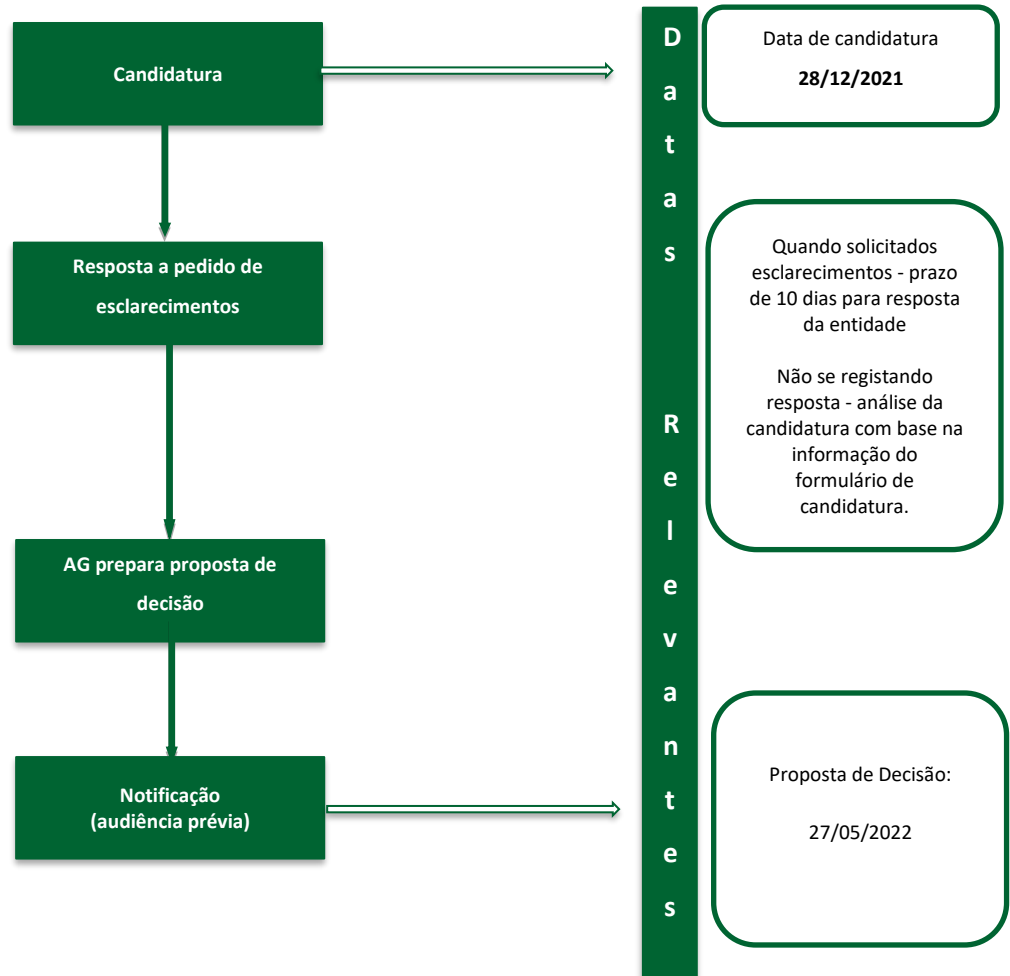 Candidatura
Resposta a pedido de
esclarecimentos
AG prepara proposta de
decisão
Notificação
(audiência prévia)
Datas Relevantes
Data de candidatura
28/12/2021
Quando solicitados
esclarecimentos - prazo
de 10 dias para resposta
da entidade
Não se registando
resposta - análise da
candidatura com base na
informação do
formulário de
candidatura.
Proposta de Decisão:
27/05/2022